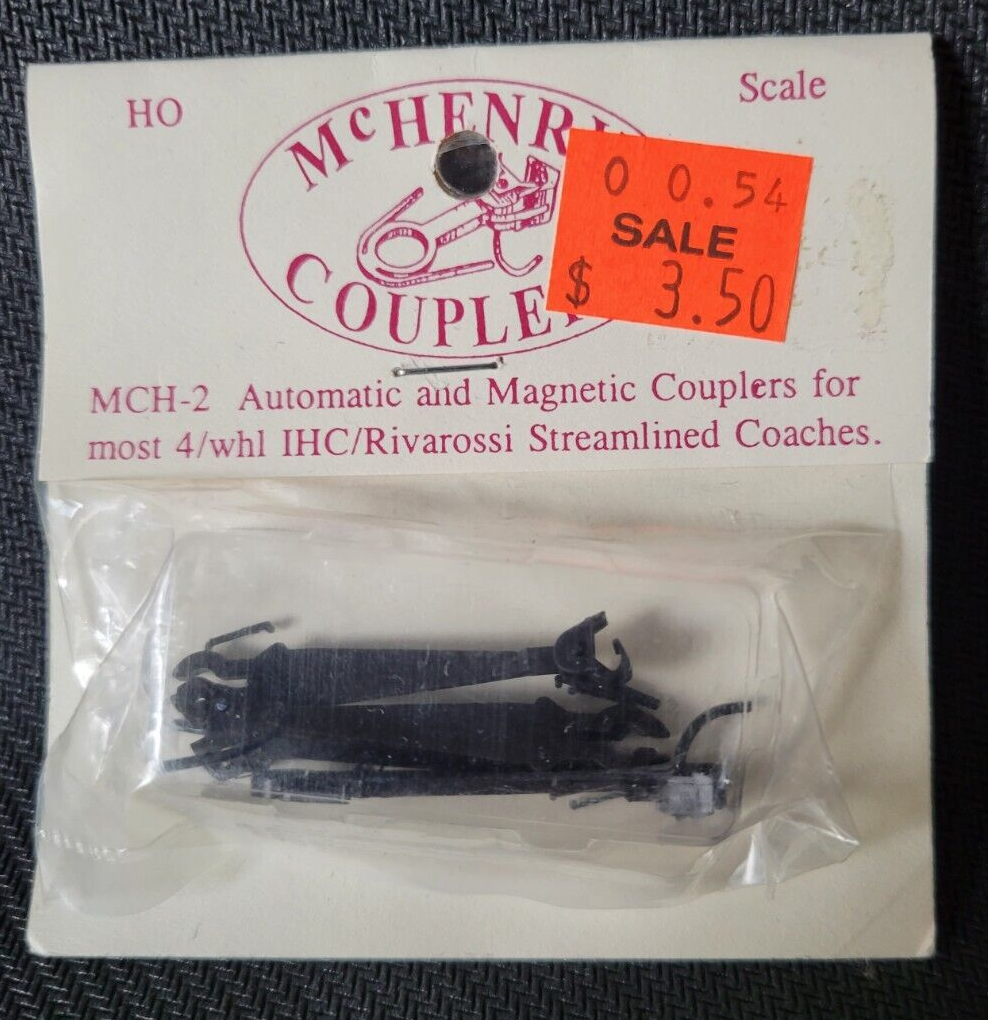 HO
Scale
McHENRY
COUPLE
0 0.54
SALE
$ 3.50
MCH-2 Automatic and Magnetic Couplers for
most 4/whl IHC/Rivarossi Streamlined Coaches.